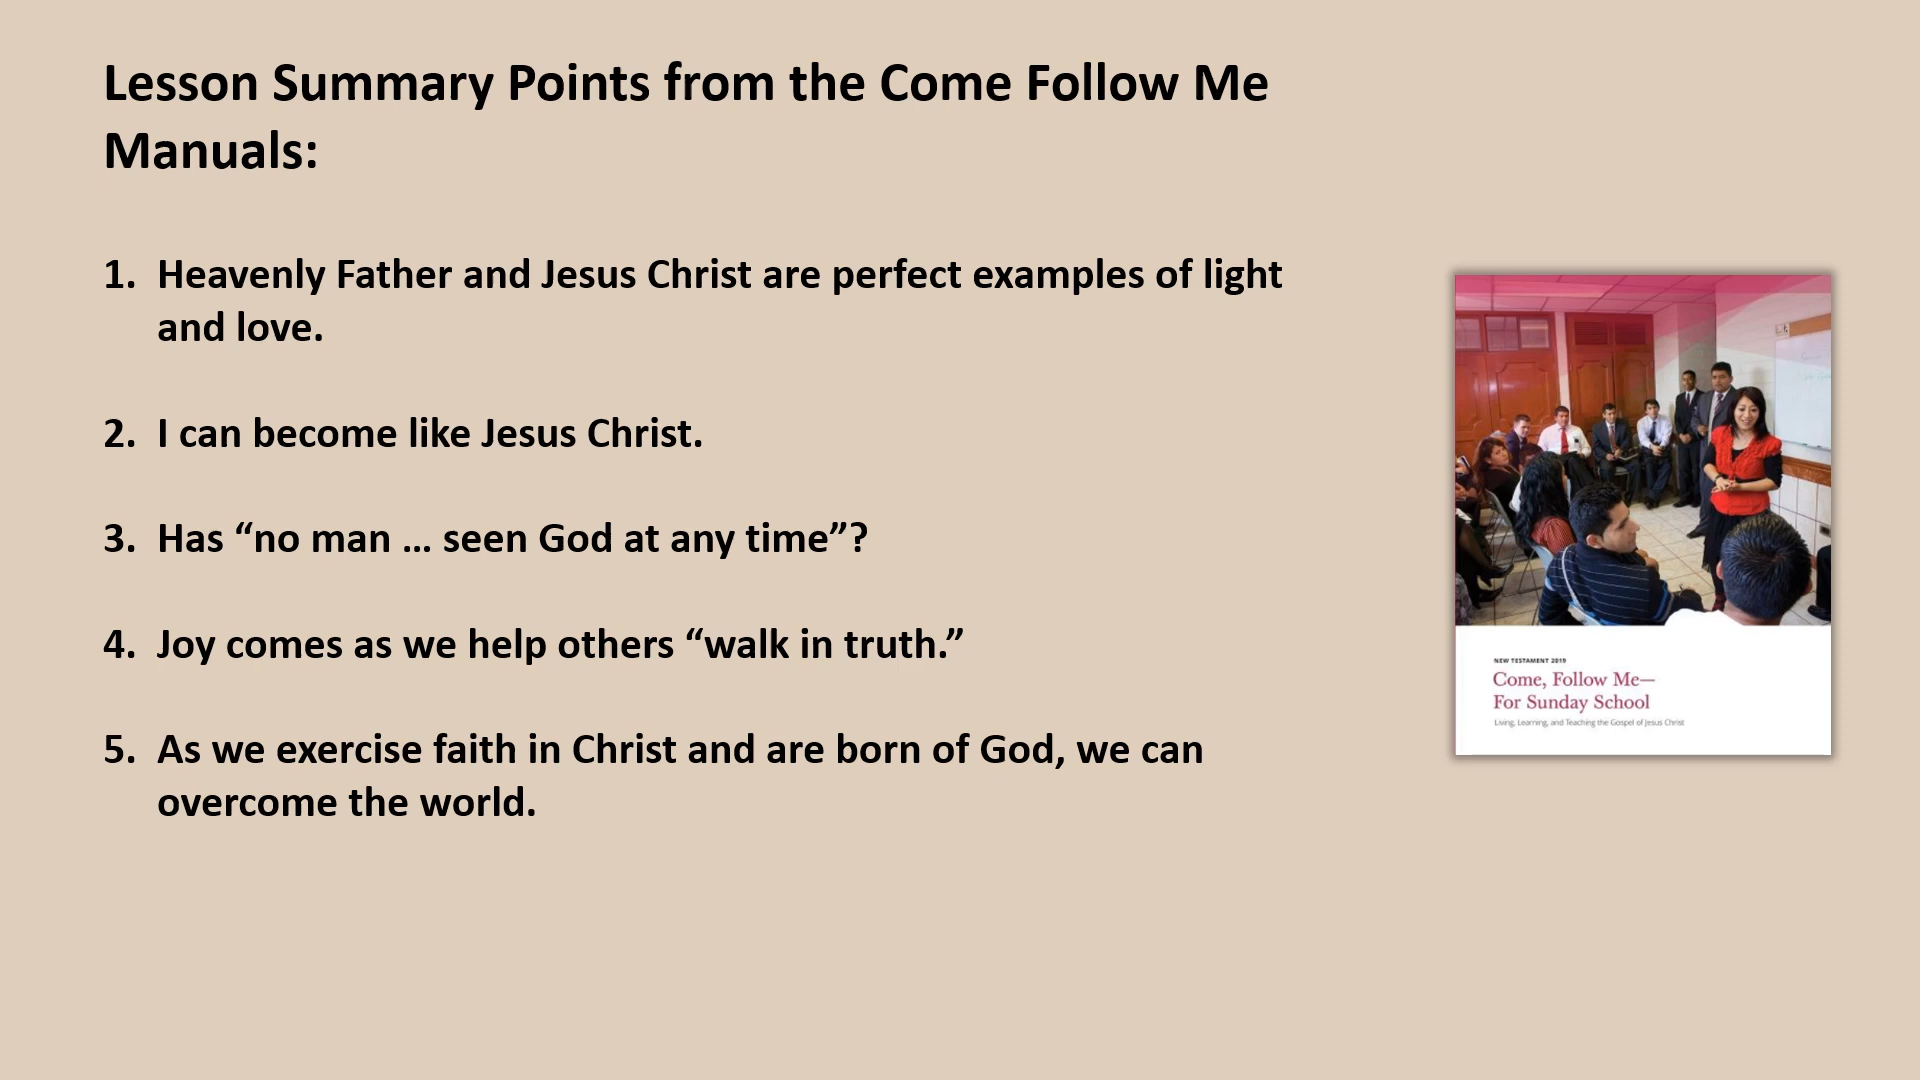 Lesson Summary Points from the Come Follow Me
Manuals:
1. Heavenly Father and Jesus Christ are perfect examples of light
and love.
2. I can become like Jesus Christ.
3. Has “no man … seen God at any time”?
4. Joy comes as we help others “walk in truth.”
5. As we exercise faith in Christ and are born of God, we can
overcome the world.
NEW TESTAMENT 2019
Come, Follow Me—
For Sunday School
Living, Learning, and Teaching the Gospel of Jesus Christ